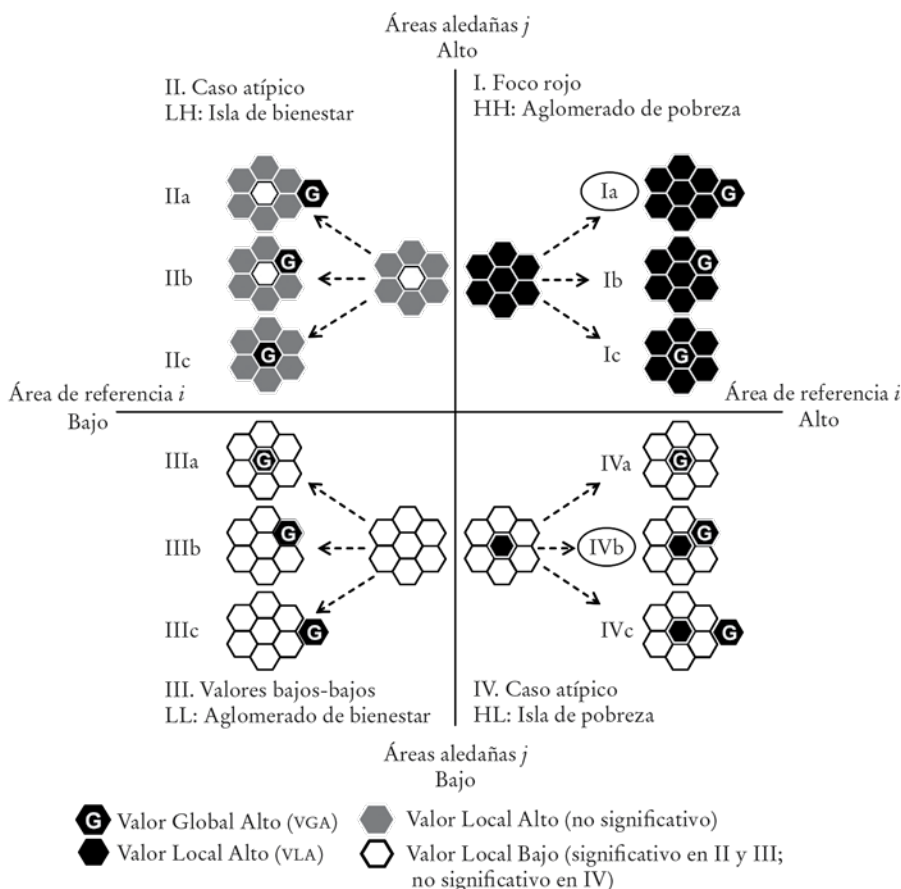 Áreas aledañas j
Alto
II. Caso atípico
LH: Isla de bienestar
I. Foco rojo
HH: Aglomerado de pobreza
IIa
G
Ia
G
IIb
G
Ib
G
IIc
G
Ic
G
Área de referencia i
Bajo
Área de referencia i
Alto
IIIa
G
IVa
G
IIIb
G
IVb
G
IIIc
G
IVc
G
III. Valores bajos-bajos
LL: Aglomerado de bienestar
IV. Caso atípico
HL: Isla de pobreza
Áreas aledañas j
Bajo
G Valor Global Alto (VGA)
Valor Local Alto (VLA)
Valor Local Alto (no significativo)
Valor Local Bajo (significativo en II y III;
no significativo en IV)